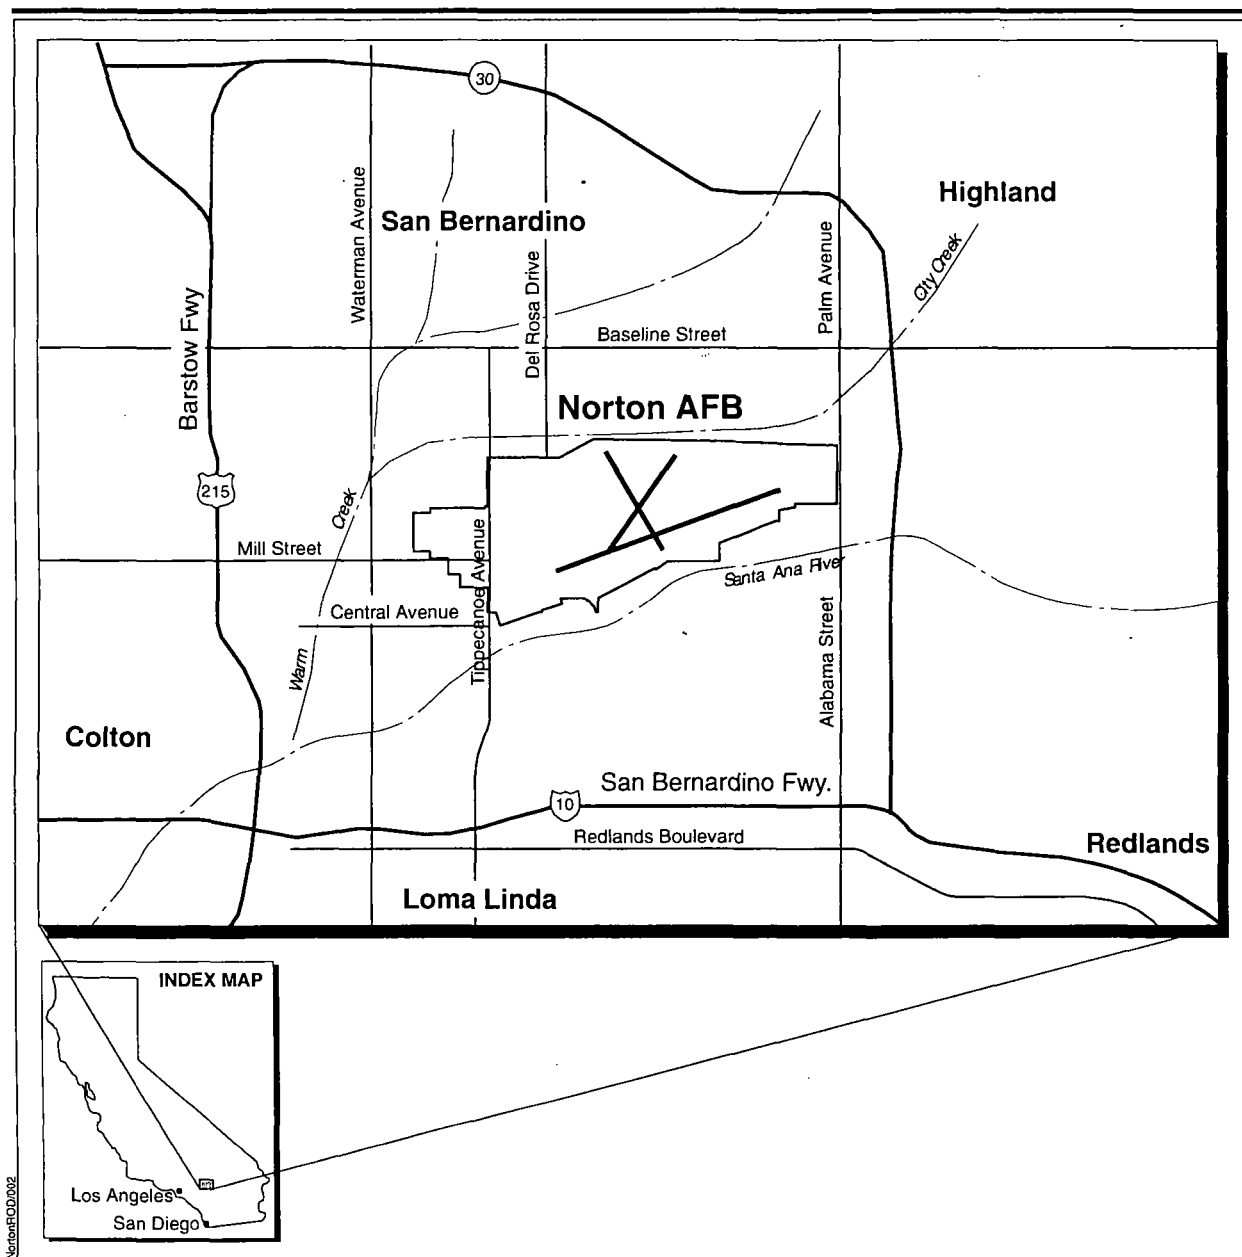 30
Highland
San Bernardino
Waterman Avenue
Del Rosa Drive
Palm Avenue
City Creek
Barstow Fwy
Baseline Street
Norton AFB
215
Creek
Mill Street
Tippecanoe Avenue
Santa Ana River
Central Avenue
Warm
Alabama Street
Colton
San Bernardino Fwy.
10
Redlands Boulevard
Redlands
Loma Linda
INDEX MAP
Los Angeles
San Diego
NortonROD/002